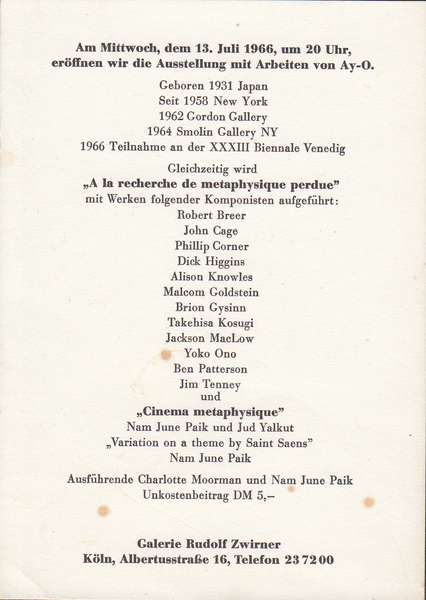 Am Mittwoch, dem 13. Juli 1966, um 20 Uhr,
eröffnen wir die Ausstellung mit Arbeiten von Ay-O.
Geboren 1931 Japan
Seit 1958 New York
1962 Gordon Gallery
1964 Smolin Gallery NY
1966 Teilnahme an der XXXIII Biennale Venedig
Gleichzeitig wird
„A la recherche de metaphysique perdue”
mit Werken folgender Komponisten aufgeführt:
Robert Breer
John Cage
Phillip Corner
Dick Higgins
Alison Knowles
Malcom Goldstein
Brion Gysinn
Takehisa Kosugi
Jackson MacLow
Yoko Ono
Ben Patterson
Jim Tenney
und
„Cinema metaphysique”
Nam June Paik und Jud Yalkut
„Variation on a theme by Saint Saens”
Nam June Paik
Ausführende Charlotte Moorman und Nam June Paik
Unkostenbeitrag DM 5,–
Galerie Rudolf Zwirner
Köln, Albertusstraße 16, Telefon 23 72 00